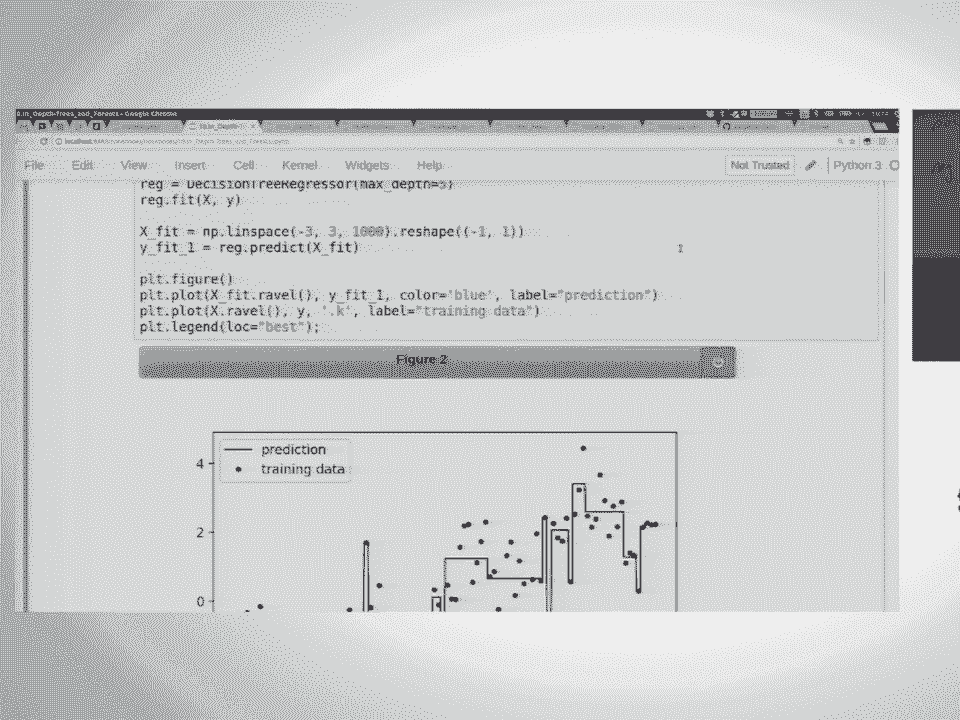 Trees_and_Forests - Google Chrome
File Edit View Insert Cell Kernel Widgets Help Not Trusted Python 3
reg = DecisionTreeRegressor(max_depth=5)
reg.fit(X, y)
X_fit = np.linspace(-3, 3, 1000).reshape((-1, 1))
y_fit_1 = reg.predict(X_fit)
plt.figure()
plt.plot(X_fit.ravel(), y_fit_1, color='blue', label="prediction")
plt.plot(X.ravel(), y, '.k', label="training data")
plt.legend(loc="best");
Figure 2
prediction
training data
4
2
0